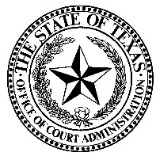 · THE STATE OF TEXAS ·
OFFICE OF COURT ADMINISTRATION